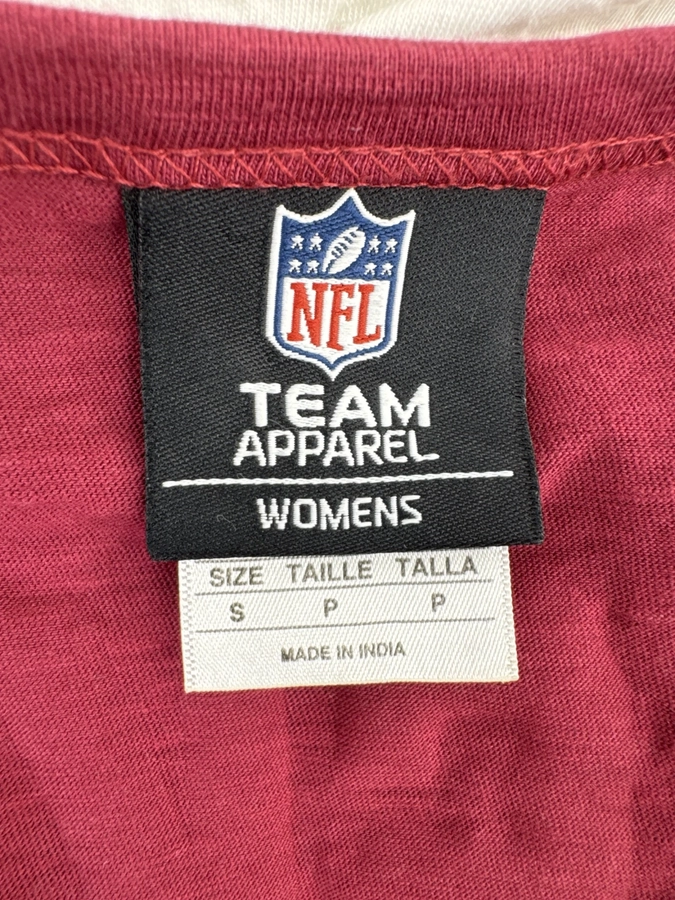 NFL
TEAM
APPAREL
WOMENS
SIZE TAILLE TALLA
S P P
MADE IN INDIA